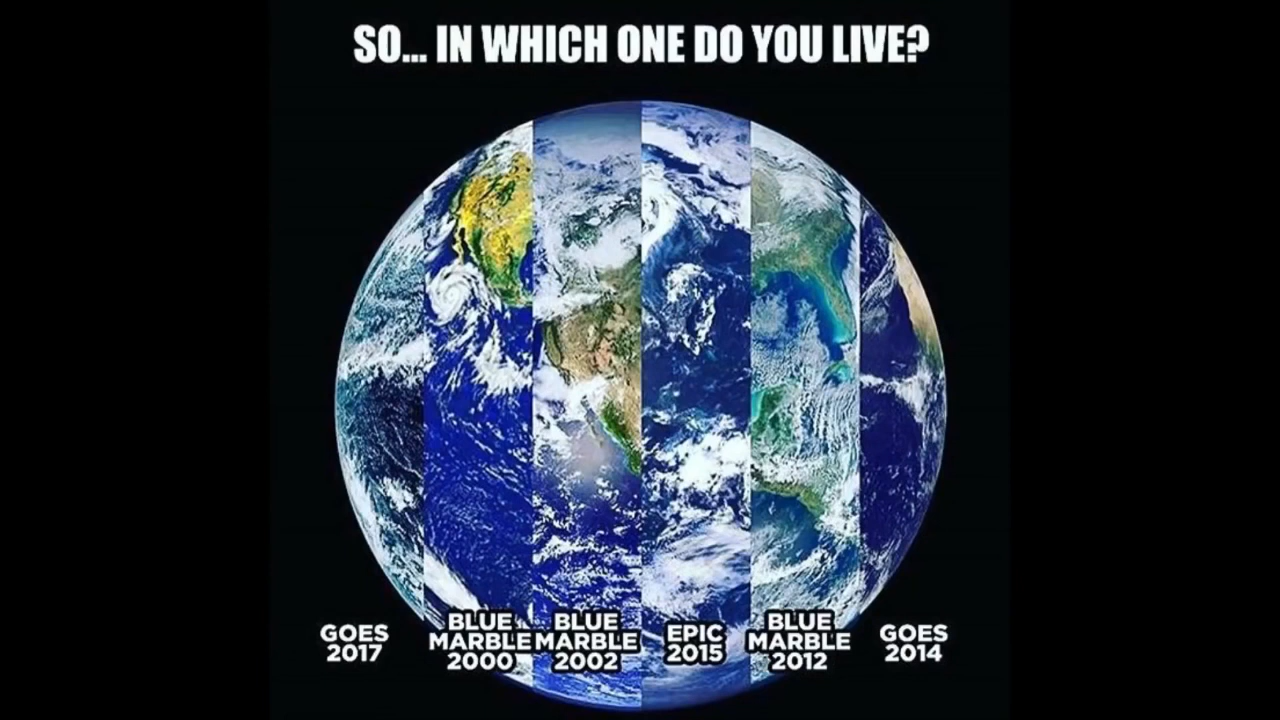 SO... IN WHICH ONE DO YOU LIVE?
GOES
2017
BLUE
MARBLE
2000
BLUE
MARBLE
2002
EPIC
2015
BLUE
MARBLE
2012
GOES
2014